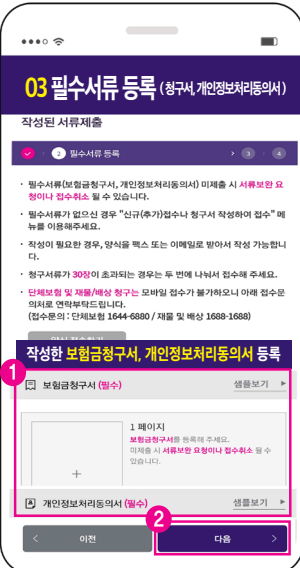 03 필수서류 등록 (청구서, 개인정보처리동의서)
작성된 서류제출
2 필수서류 등록 > 3 / 4
· 필수서류(보험금청구서, 개인정보처리동의서) 미제출 시 서류보완 요
청이나 접수취소 될 수 있습니다.
· 필수서류가 없으신 경우 "신규(추가)접수나 청구서 작성하여 접수" 메
뉴를 이용해주세요.
· 작성이 필요한 경우, 양식을 팩스 또는 이메일로 받아서 작성 가능합니
다.
· 청구서류가 30장이 초과되는 경우는 두 번에 나눠서 접수해 주세요.
· 단체보험 및 재물/배상 청구는 모바일 접수가 불가하오니 아래 접수문
의처로 연락부탁드립니다.
(접수문의 : 단체보험 1644-6880 / 재물 및 배상 1688-1688)
작성한 보험금청구서, 개인정보처리동의서 등록
1
보험금청구서 (필수) 샘플보기 ▶
1 페이지
보험금청구서를 등록해 주세요.
미제출 시 서류보완 요청이나 접수취소 될 수
있습니다.
+
A 개인정보처리동의서 (필수) 샘플보기 ▶
2
< 이전 다음 >